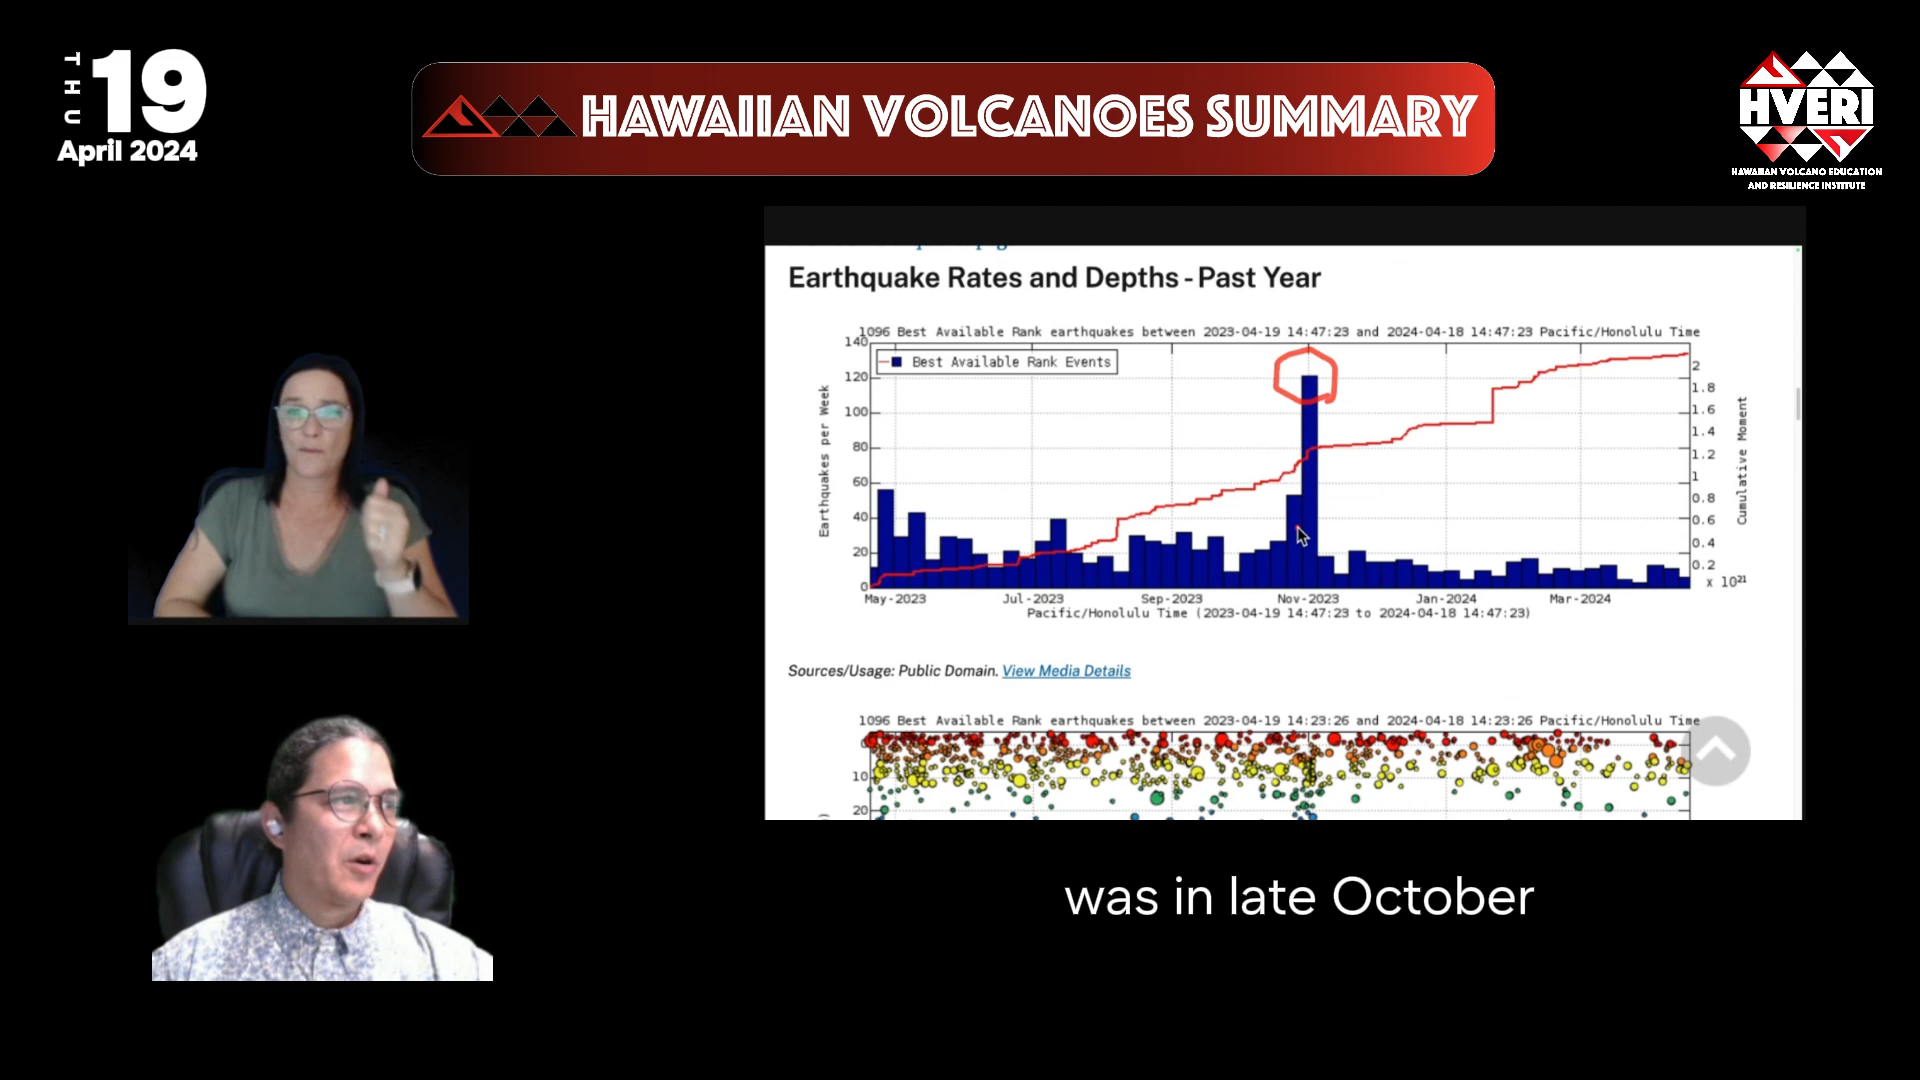 THU
19
April 2024
HAWAIIAN VOLCANOES SUMMARY
HVERI
HAWAIIAN VOLCANO EDUCATION
AND RESILIENCE INSTITUTE
Earthquake Rates and Depths - Past Year
1096 Best Available Rank earthquakes between 2023-04-19 14:47:23 and 2024-04-18 14:47:23 Pacific/Honolulu Time
Best Available Rank Events
Earthquakes per Week
140
120
100
80
60
40
20
0
2
1.8
1.6
1.4
1.2
1
0.8
0.6
0.4
0.2
x 10²¹
Cumulative Moment
May-2023 Jul-2023 Sep-2023 Nov-2023 Jan-2024 Mar-2024
Pacific/Honolulu Time (2023-04-19 14:47:23 to 2024-04-18 14:47:23)
Sources/Usage: Public Domain. View Media Details
1096 Best Available Rank earthquakes between 2023-04-19 14:23:26 and 2024-04-18 14:23:26 Pacific/Honolulu Time
0
10
20
was in late October